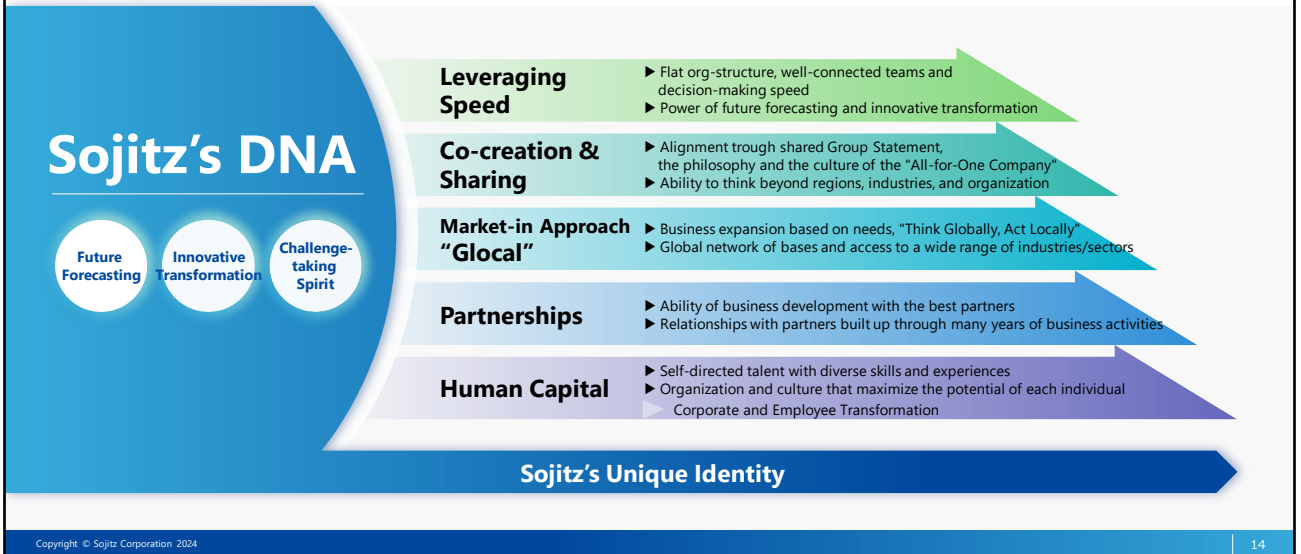 Sojitz's DNA
Future
Forecasting
Innovative
Transformation
Challenge-
taking
Spirit
Leveraging
Speed
▶ Flat org-structure, well-connected teams and
decision-making speed
▶ Power of future forecasting and innovative transformation
Co-creation &
Sharing
▶ Alignment trough shared Group Statement,
the philosophy and the culture of the "All-for-One Company"
▶ Ability to think beyond regions, industries, and organization
Market-in Approach
“Glocal”
▶ Business expansion based on needs, "Think Globally, Act Locally"
▶ Global network of bases and access to a wide range of industries/sectors
Partnerships
▶ Ability of business development with the best partners
▶ Relationships with partners built up through many years of business activities
Human Capital
▶ Self-directed talent with diverse skills and experiences
▶ Organization and culture that maximize the potential of each individual
Corporate and Employee Transformation
Sojitz's Unique Identity
Copyright © Sojitz Corporation 2024
14